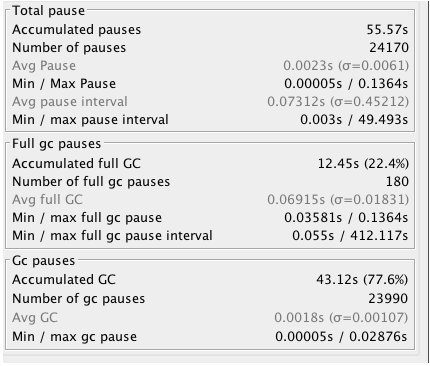 Total pause
Accumulated pauses 55.57s
Number of pauses 24170
Avg Pause 0.0023s (σ=0.0061)
Min / Max Pause 0.00005s / 0.1364s
Avg pause interval 0.07312s (σ=0.45212)
Min / max pause interval 0.003s / 49.493s
Full gc pauses
Accumulated full GC 12.45s (22.4%)
Number of full gc pauses 180
Avg full GC 0.06915s (σ=0.01831)
Min / max full gc pause 0.03581s / 0.1364s
Min / max full gc pause interval 0.055s / 412.117s
Gc pauses
Accumulated GC 43.12s (77.6%)
Number of gc pauses 23990
Avg GC 0.0018s (σ=0.00107)
Min / max gc pause 0.00005s / 0.02876s